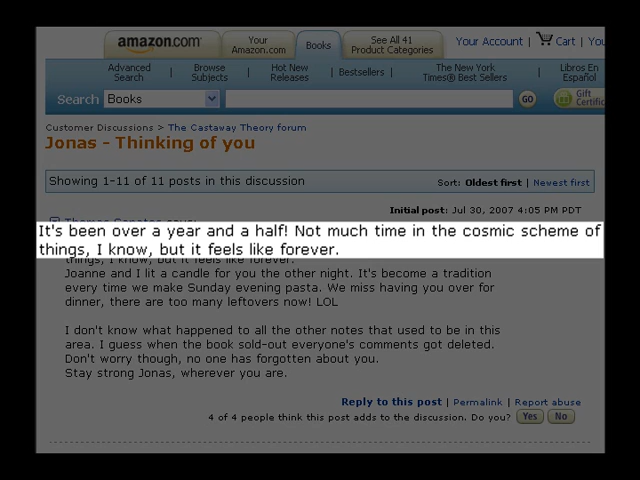 amazon.com
Your
Amazon.com
Books
See All 41
Product Categories
Your Account
Cart
You
Advanced
Search
Browse
Subjects
Hot New
Releases
Bestsellers
The New York
Times® Best Sellers
Libros En
Español
Search
Books
GO
Gift
Certific
Customer Discussions > The Castaway Theory forum
Jonas - Thinking of you
Showing 1-11 of 11 posts in this discussion
Sort: Oldest first | Newest first
Initial post: Jul 30, 2007 4:05 PM PDT
It's been over a year and a half! Not much time in the cosmic scheme of
things, I know, but it feels like forever.
things, I know, but it feels like forever.
Joanne and I lit a candle for you the other night. It's become a tradition
every time we make Sunday evening pasta. We miss having you over for
dinner, there are too many leftovers now! LOL
I don't know what happened to all the other notes that used to be in this
area. I guess when the book sold-out everyone's comments got deleted.
Don't worry though, no one has forgotten about you.
Stay strong Jonas, wherever you are.
Reply to this post | Permalink | Report abuse
4 of 4 people think this post adds to the discussion. Do you? Yes No